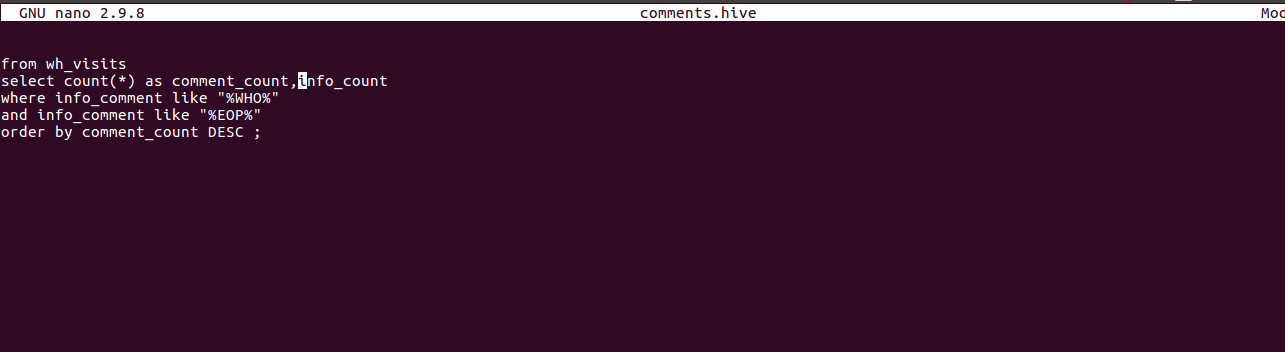 GNU nano 2.9.8 comments.hive Mod
from wh_visits
select count(*) as comment_count,info_count
where info_comment like "%WHO%"
and info_comment like "%EOP%"
order by comment_count DESC ;